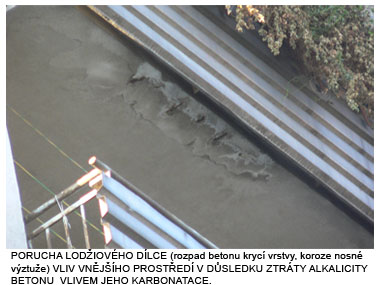 PORUCHA LODŽIOVÉHO DÍLCE (rozpad betonu krycí vrstvy, koroze nosné
výztuže) VLIV VNĚJŠÍHO PROSTŘEDÍ V DŮSLEDKU ZTRÁTY ALKALICITY
BETONU VLIVEM JEHO KARBONATACE.